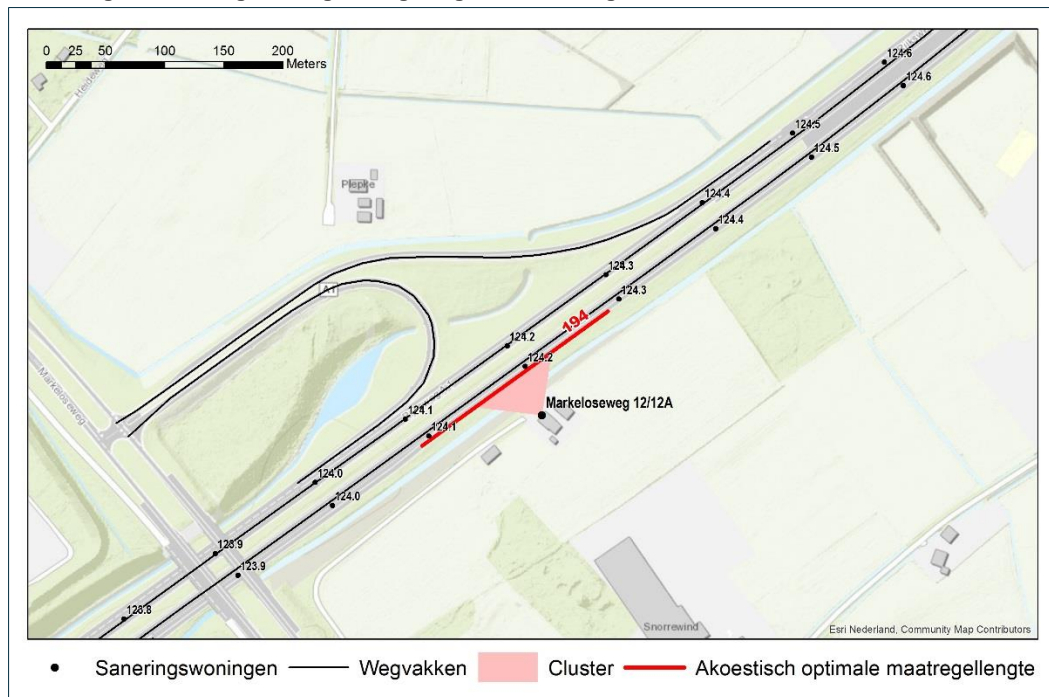 0 25 50 100 150 200
Meters
Heideweg
124.6
124.6
124.5
124.5
Plepke
124.4
124.4
124.3
124.3
A1
194
124.2
124.2
Markeloseweg
Markeloseweg 12/12A
124.1
124.1
124.0
124.0
123.9
123.9
123.8
Snorrewind
Esri Nederland, Community Map Contributors
Saneringswoningen Wegvakken Cluster Akoestisch optimale maatregellengte